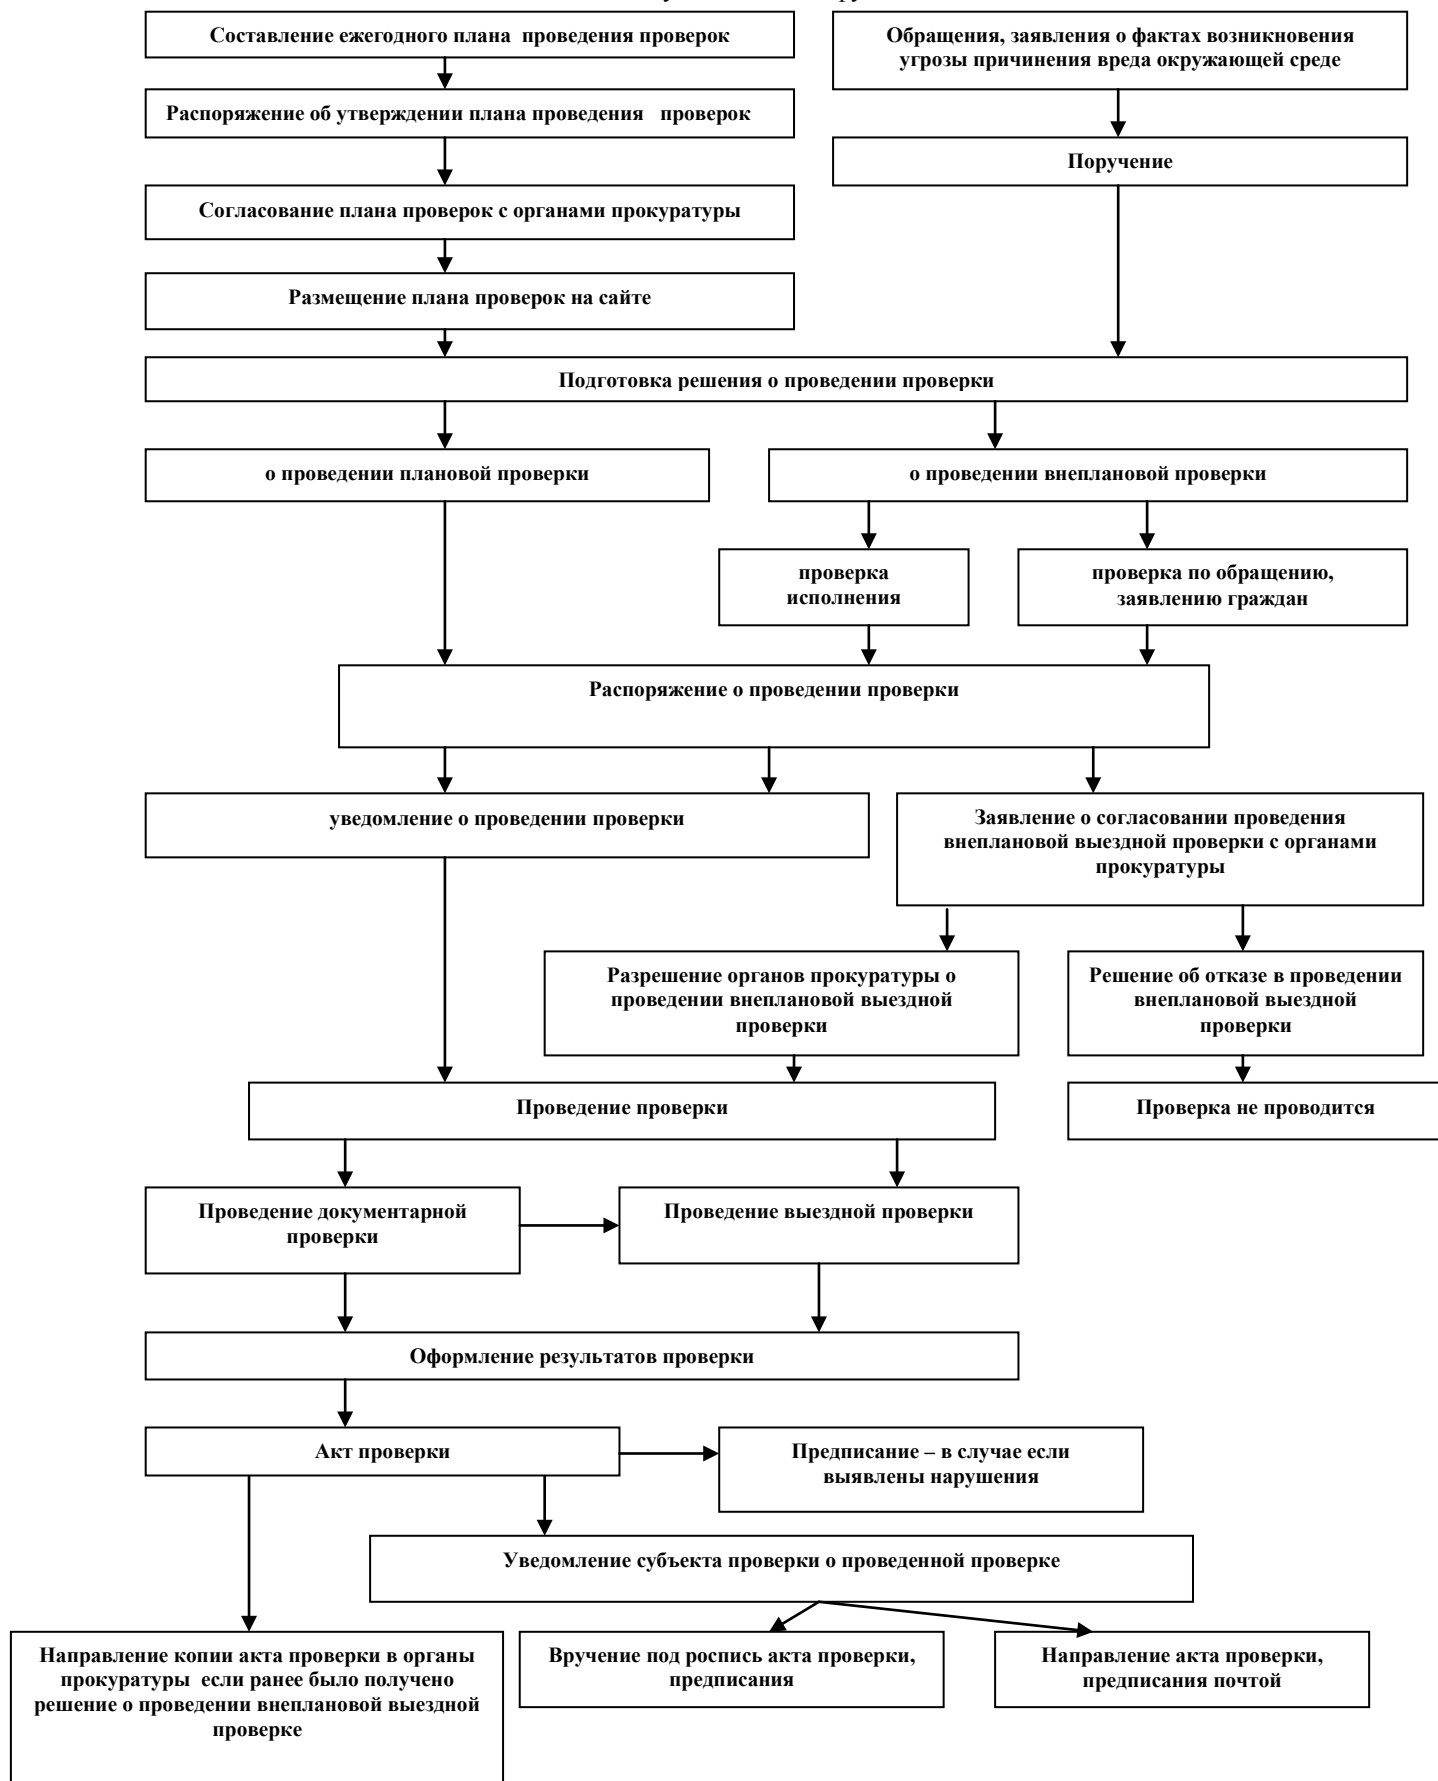 Составление ежегодного плана проведения проверок
Обращения, заявления о фактах возникновения
угрозы причинения вреда окружающей среде
Распоряжение об утверждении плана проведения проверок
Поручение
Согласование плана проверок с органами прокуратуры
Размещение плана проверок на сайте
Подготовка решения о проведении проверки
о проведении плановой проверки
о проведении внеплановой проверки
проверка
исполнения
проверка по обращению,
заявлению граждан
Распоряжение о проведении проверки
уведомление о проведении проверки
Заявление о согласовании проведения
внеплановой выездной проверки с органами
прокуратуры
Разрешение органов прокуратуры о
проведении внеплановой выездной
проверки
Решение об отказе в проведении
внеплановой выездной
проверки
Проведение проверки
Проверка не проводится
Проведение документарной
проверки
Проведение выездной проверки
Оформление результатов проверки
Акт проверки
Предписание – в случае если
выявлены нарушения
Уведомление субъекта проверки о проведенной проверке
Направление копии акта проверки в органы
прокуратуры если ранее было получено
решение о проведении внеплановой выездной
проверке
Вручение под роспись акта проверки,
предписания
Направление акта проверки,
предписания почтой